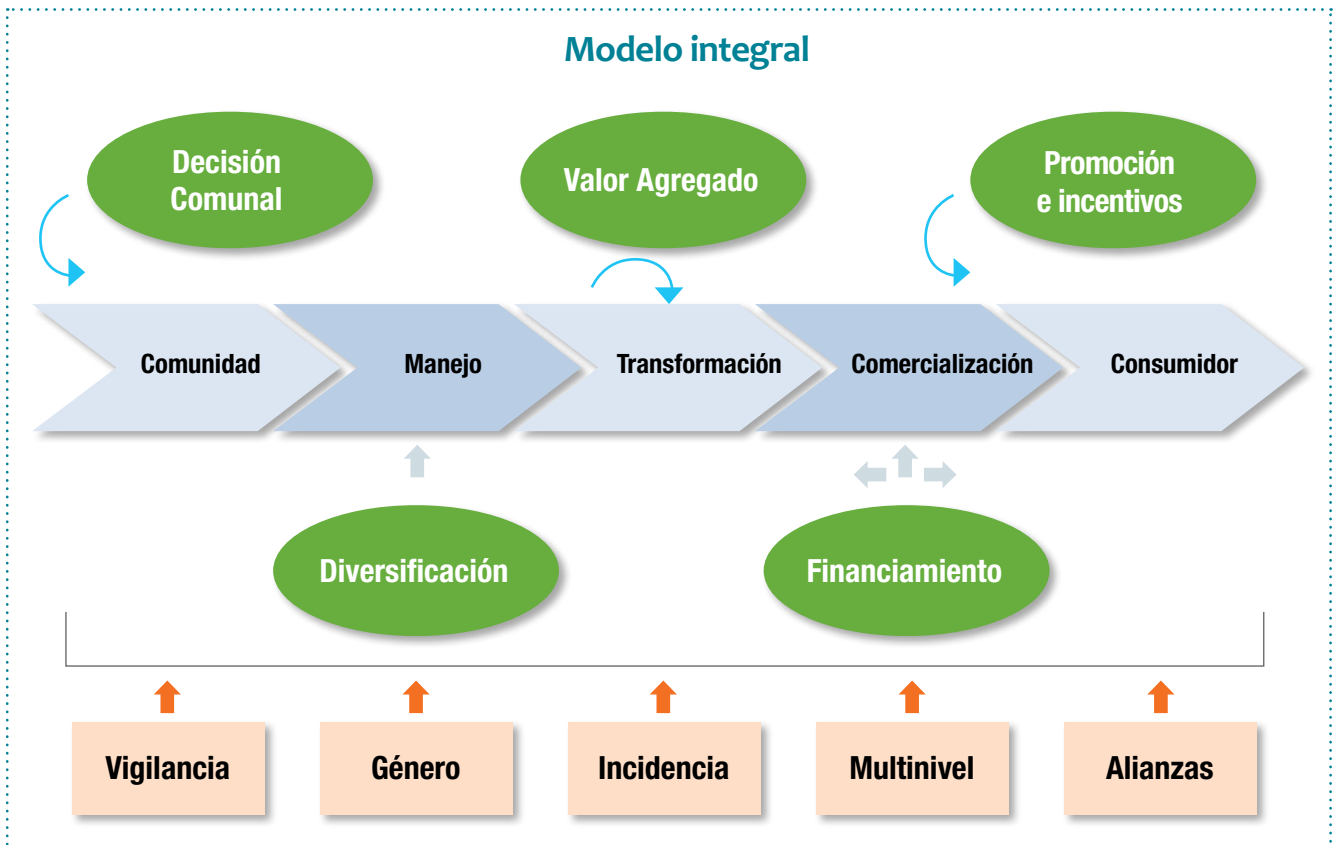 Modelo integral
Decisión
Comunal
Valor Agregado
Promoción
e incentivos
Comunidad
Manejo
Transformación
Comercialización
Consumidor
Diversificación
Financiamiento
Vigilancia
Género
Incidencia
Multinivel
Alianzas